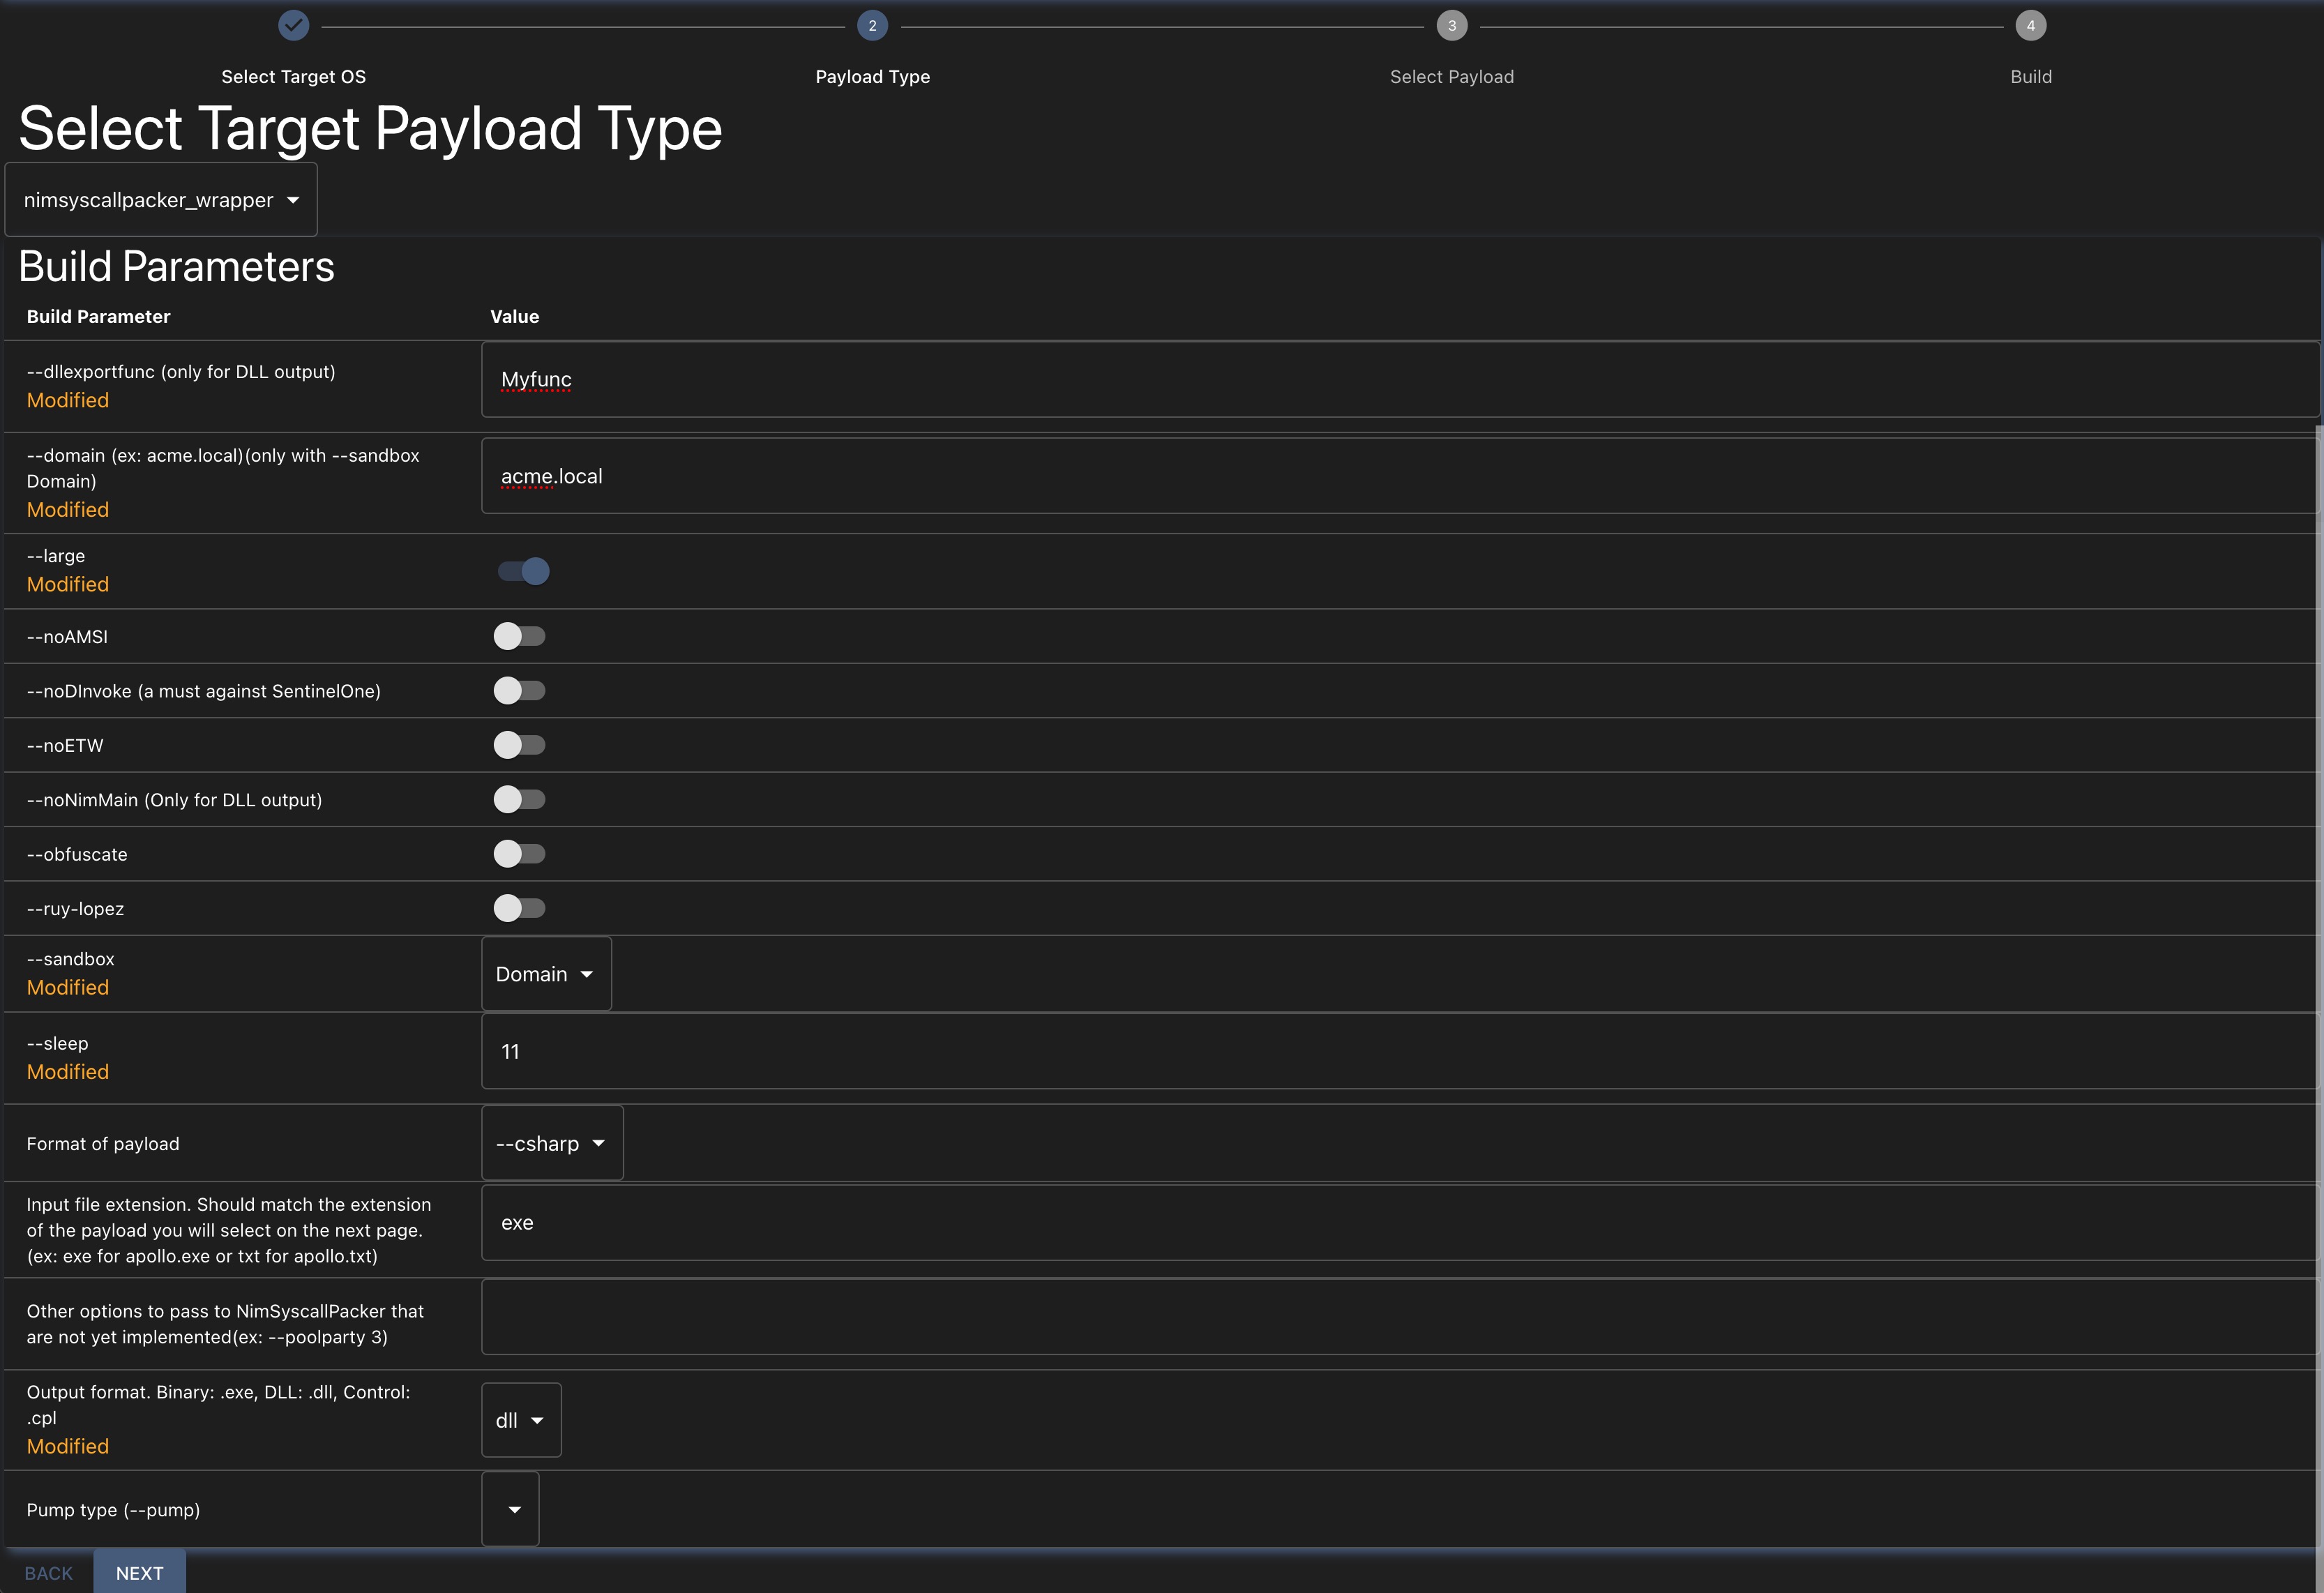 2
3
4
Select Target OS
Payload Type
Select Payload
Build
Select Target Payload Type
nimsyscallpacker_wrapper
Build Parameters
Build Parameter
Value
--dllexportfunc (only for DLL output)
Modified
Myfunc
--domain (ex: acme.local)(only with --sandbox
Domain)
Modified
acme.local
--large
Modified
--noAMSI
--noDInvoke (a must against SentinelOne)
--noETW
--noNimMain (Only for DLL output)
--obfuscate
--ruy-lopez
--sandbox
Modified
Domain
--sleep
Modified
11
Format of payload
--csharp
Input file extension. Should match the extension
of the payload you will select on the next page.
(ex: exe for apollo.exe or txt for apollo.txt)
exe
Other options to pass to NimSyscallPacker that
are not yet implemented(ex: --poolparty 3)
Output format. Binary: .exe, DLL: .dll, Control:
.cpl
Modified
dll
Pump type (--pump)
BACK
NEXT